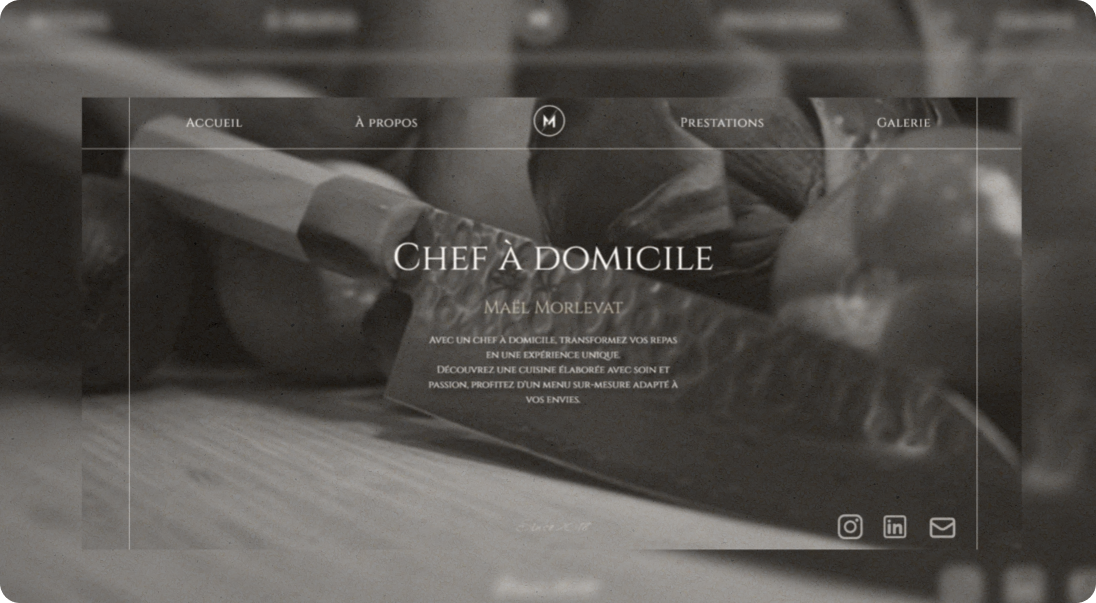 Accueil
À propos
M
Prestations
Galerie
Chef à domicile
Maël Morlevat
Avec un chef à domicile, transformez vos repas
en une expérience unique.
Découvrez une cuisine élaborée avec soin et
passion, profitez d'un menu sur-mesure adapté à
vos envies.
in